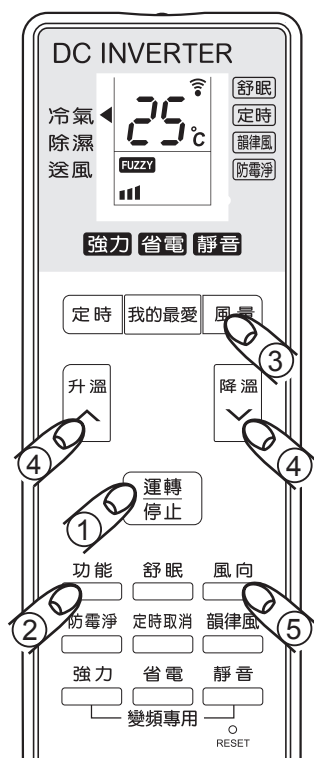 DC INVERTER
冷氣 25°C 舒眠
除濕 定時
送風 FUZZY 韻律風
防霉淨
強力 省電 靜音
定時 我的最愛 風量
③
升溫 降溫
④ ④
運轉
① 停止
功能 舒眠 風向
② ⑤
防霉淨 定時取消 韻律風
強力 省電 靜音
變頻專用
RESET